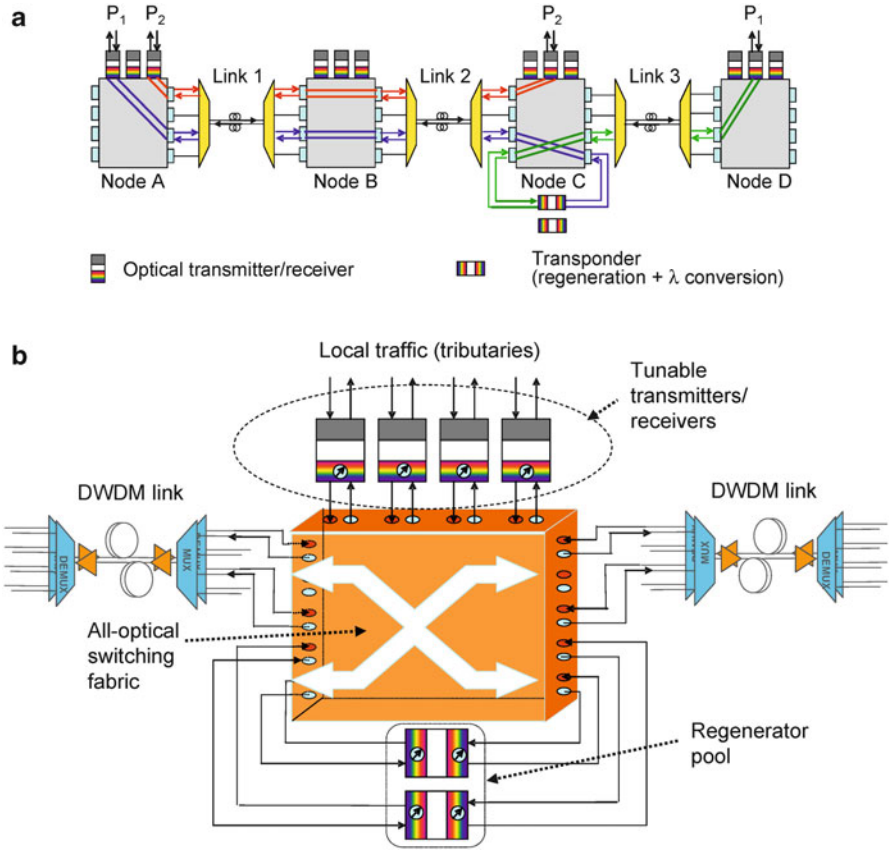 a
P1 P2 P2 P1
Link 1 Link 2 Link 3
Node A Node B Node C Node D
Optical transmitter/receiver
Transponder
(regeneration + λ conversion)
b
Local traffic (tributaries)
Tunable
transmitters/
receivers
DWDM link
DWDM link
DEMUX
MUX
MUX
DEMUX
All-optical
switching
fabric
Regenerator
pool